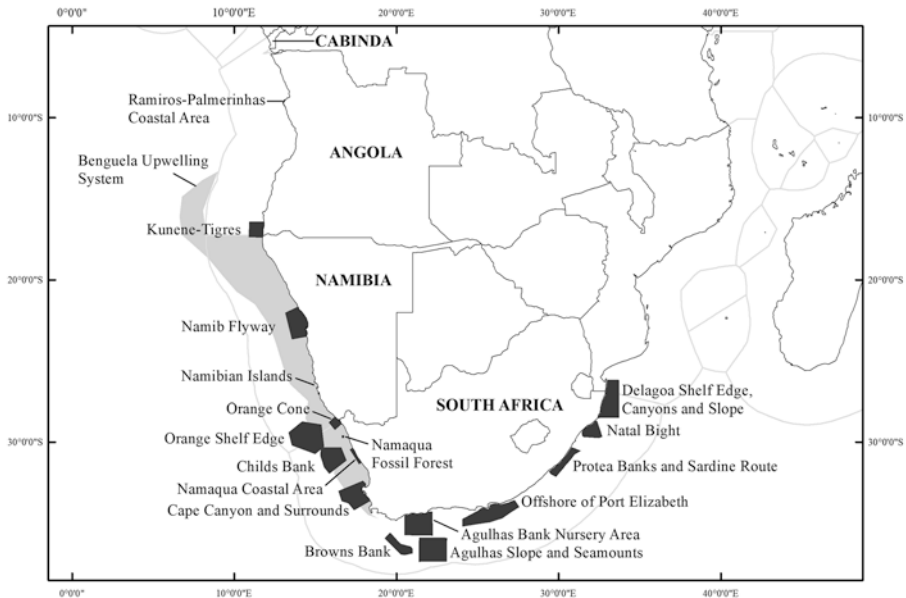 0°0'0"
10°0'0"E
20°0'0"E
30°0'0"E
40°0'0"E
CABINDA
Ramiros-Palmerinhas
Coastal Area
10°0'0"S
10°0'0"S
ANGOLA
Benguela Upwelling
System
Kunene-Tigres
20°0'0"S
NAMIBIA
20°0'0"S
Namib Flyway
Namibian Islands
Delagoa Shelf Edge,
Canyons and Slope
Orange Cone
SOUTH AFRICA
Natal Bight
30°0'0"S
Orange Shelf Edge
Namaqua
Fossil Forest
30°0'0"S
Childs Bank
Protea Banks and Sardine Route
Namaqua Coastal Area
Cape Canyon and Surrounds
Offshore of Port Elizabeth
Agulhas Bank Nursery Area
Browns Bank
Agulhas Slope and Seamounts
0°0'0"E
10°0'0"E
20°0'0"E
30°0'0"E
40°0'0"E